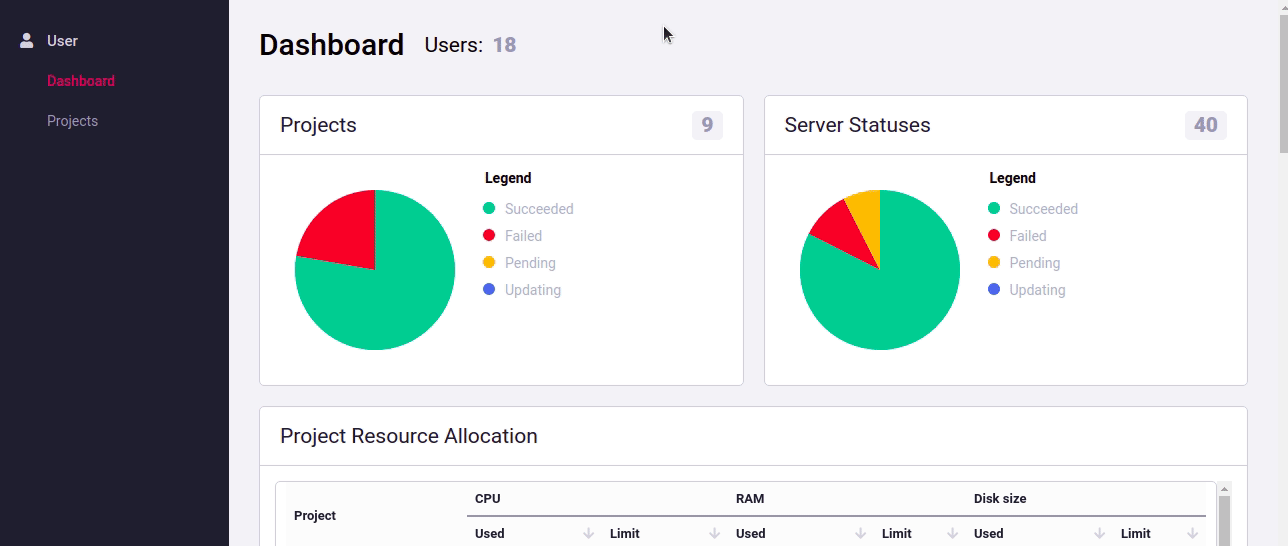 User
Dashboard
Projects
Dashboard Users: 18
Projects 9
Legend
Succeeded
Failed
Pending
Updating
Server Statuses 40
Legend
Succeeded
Failed
Pending
Updating
Project Resource Allocation
Project
CPU RAM Disk size
Used Limit Used Limit Used Limit